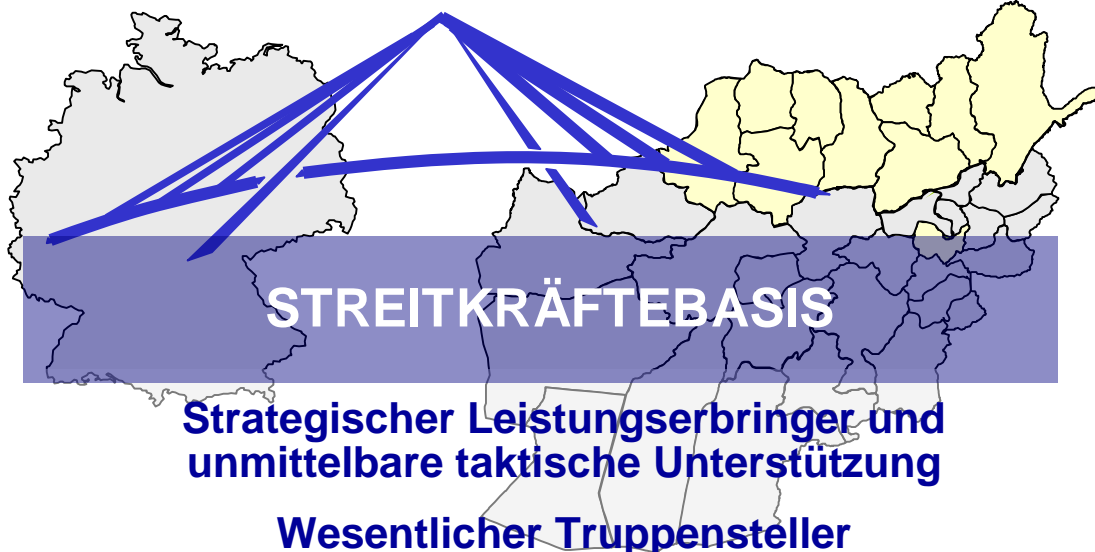 STREITKRÄFTEBASIS
Strategischer Leistungserbringer und
unmittelbare taktische Unterstützung
Wesentlicher Truppensteller